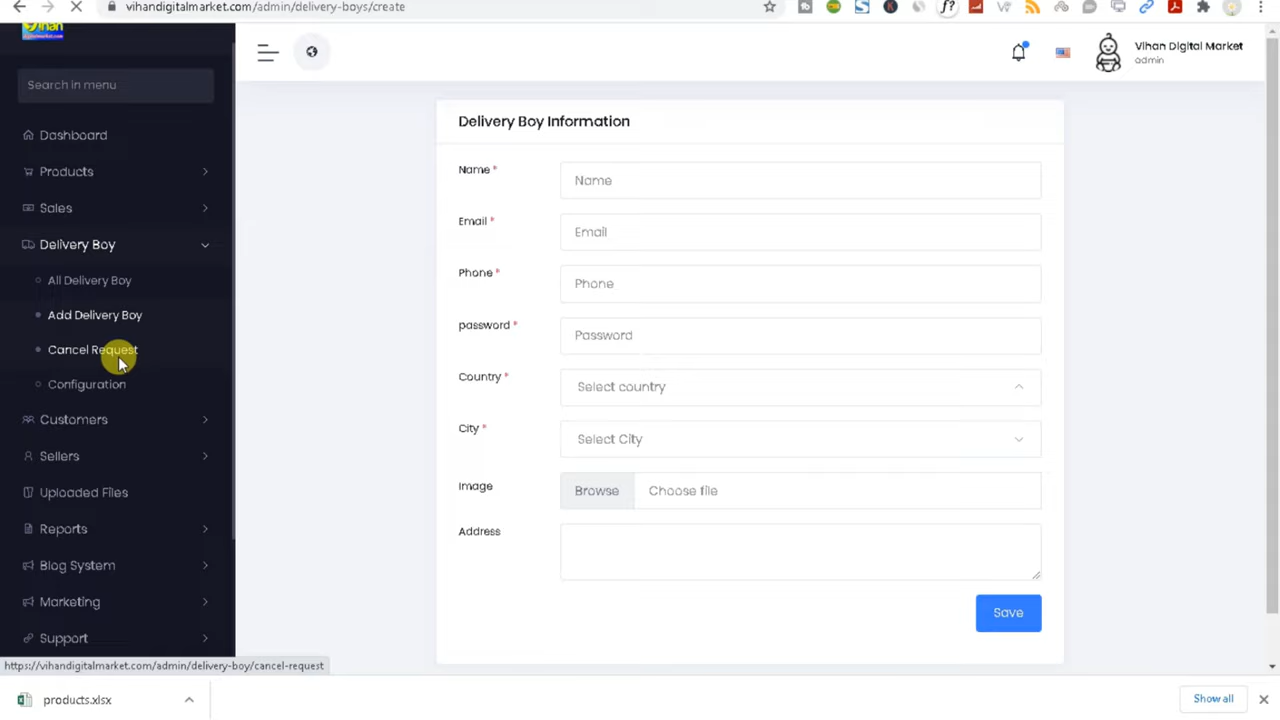 vihandigitalmarket.com/admin/delivery-boys/create
Vihan
Search in menu
Dashboard
Products
Sales
Delivery Boy
All Delivery Boy
Add Delivery Boy
Cancel Request
Configuration
Customers
Sellers
Uploaded Files
Reports
Blog System
Marketing
Support
Vihan Digital Market
admin
Delivery Boy Information
Name *
Name
Email *
Email
Phone *
Phone
password *
Password
Country *
Select country
City *
Select City
Image
Browse
Choose file
Address
Save
https://vihandigitalmarket.com/admin/delivery-boy/cancel-request
products.xlsx
Show all